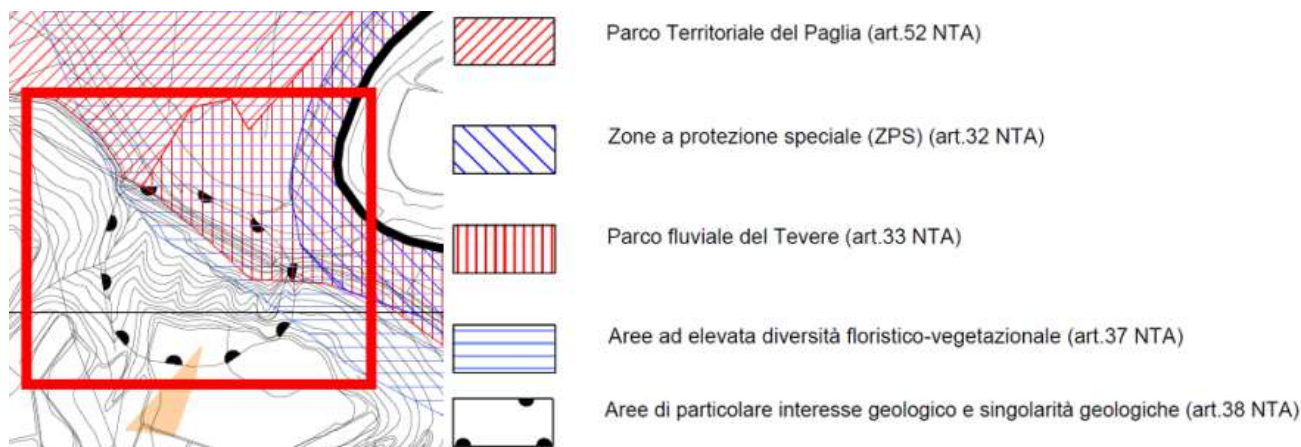 Parco Territoriale del Paglia (art.52 NTA)
Zone a protezione speciale (ZPS) (art.32 NTA)
Parco fluviale del Tevere (art.33 NTA)
Aree ad elevata diversità floristico-vegetazionale (art.37 NTA)
Aree di particolare interesse geologico e singolarità geologiche (art.38 NTA)